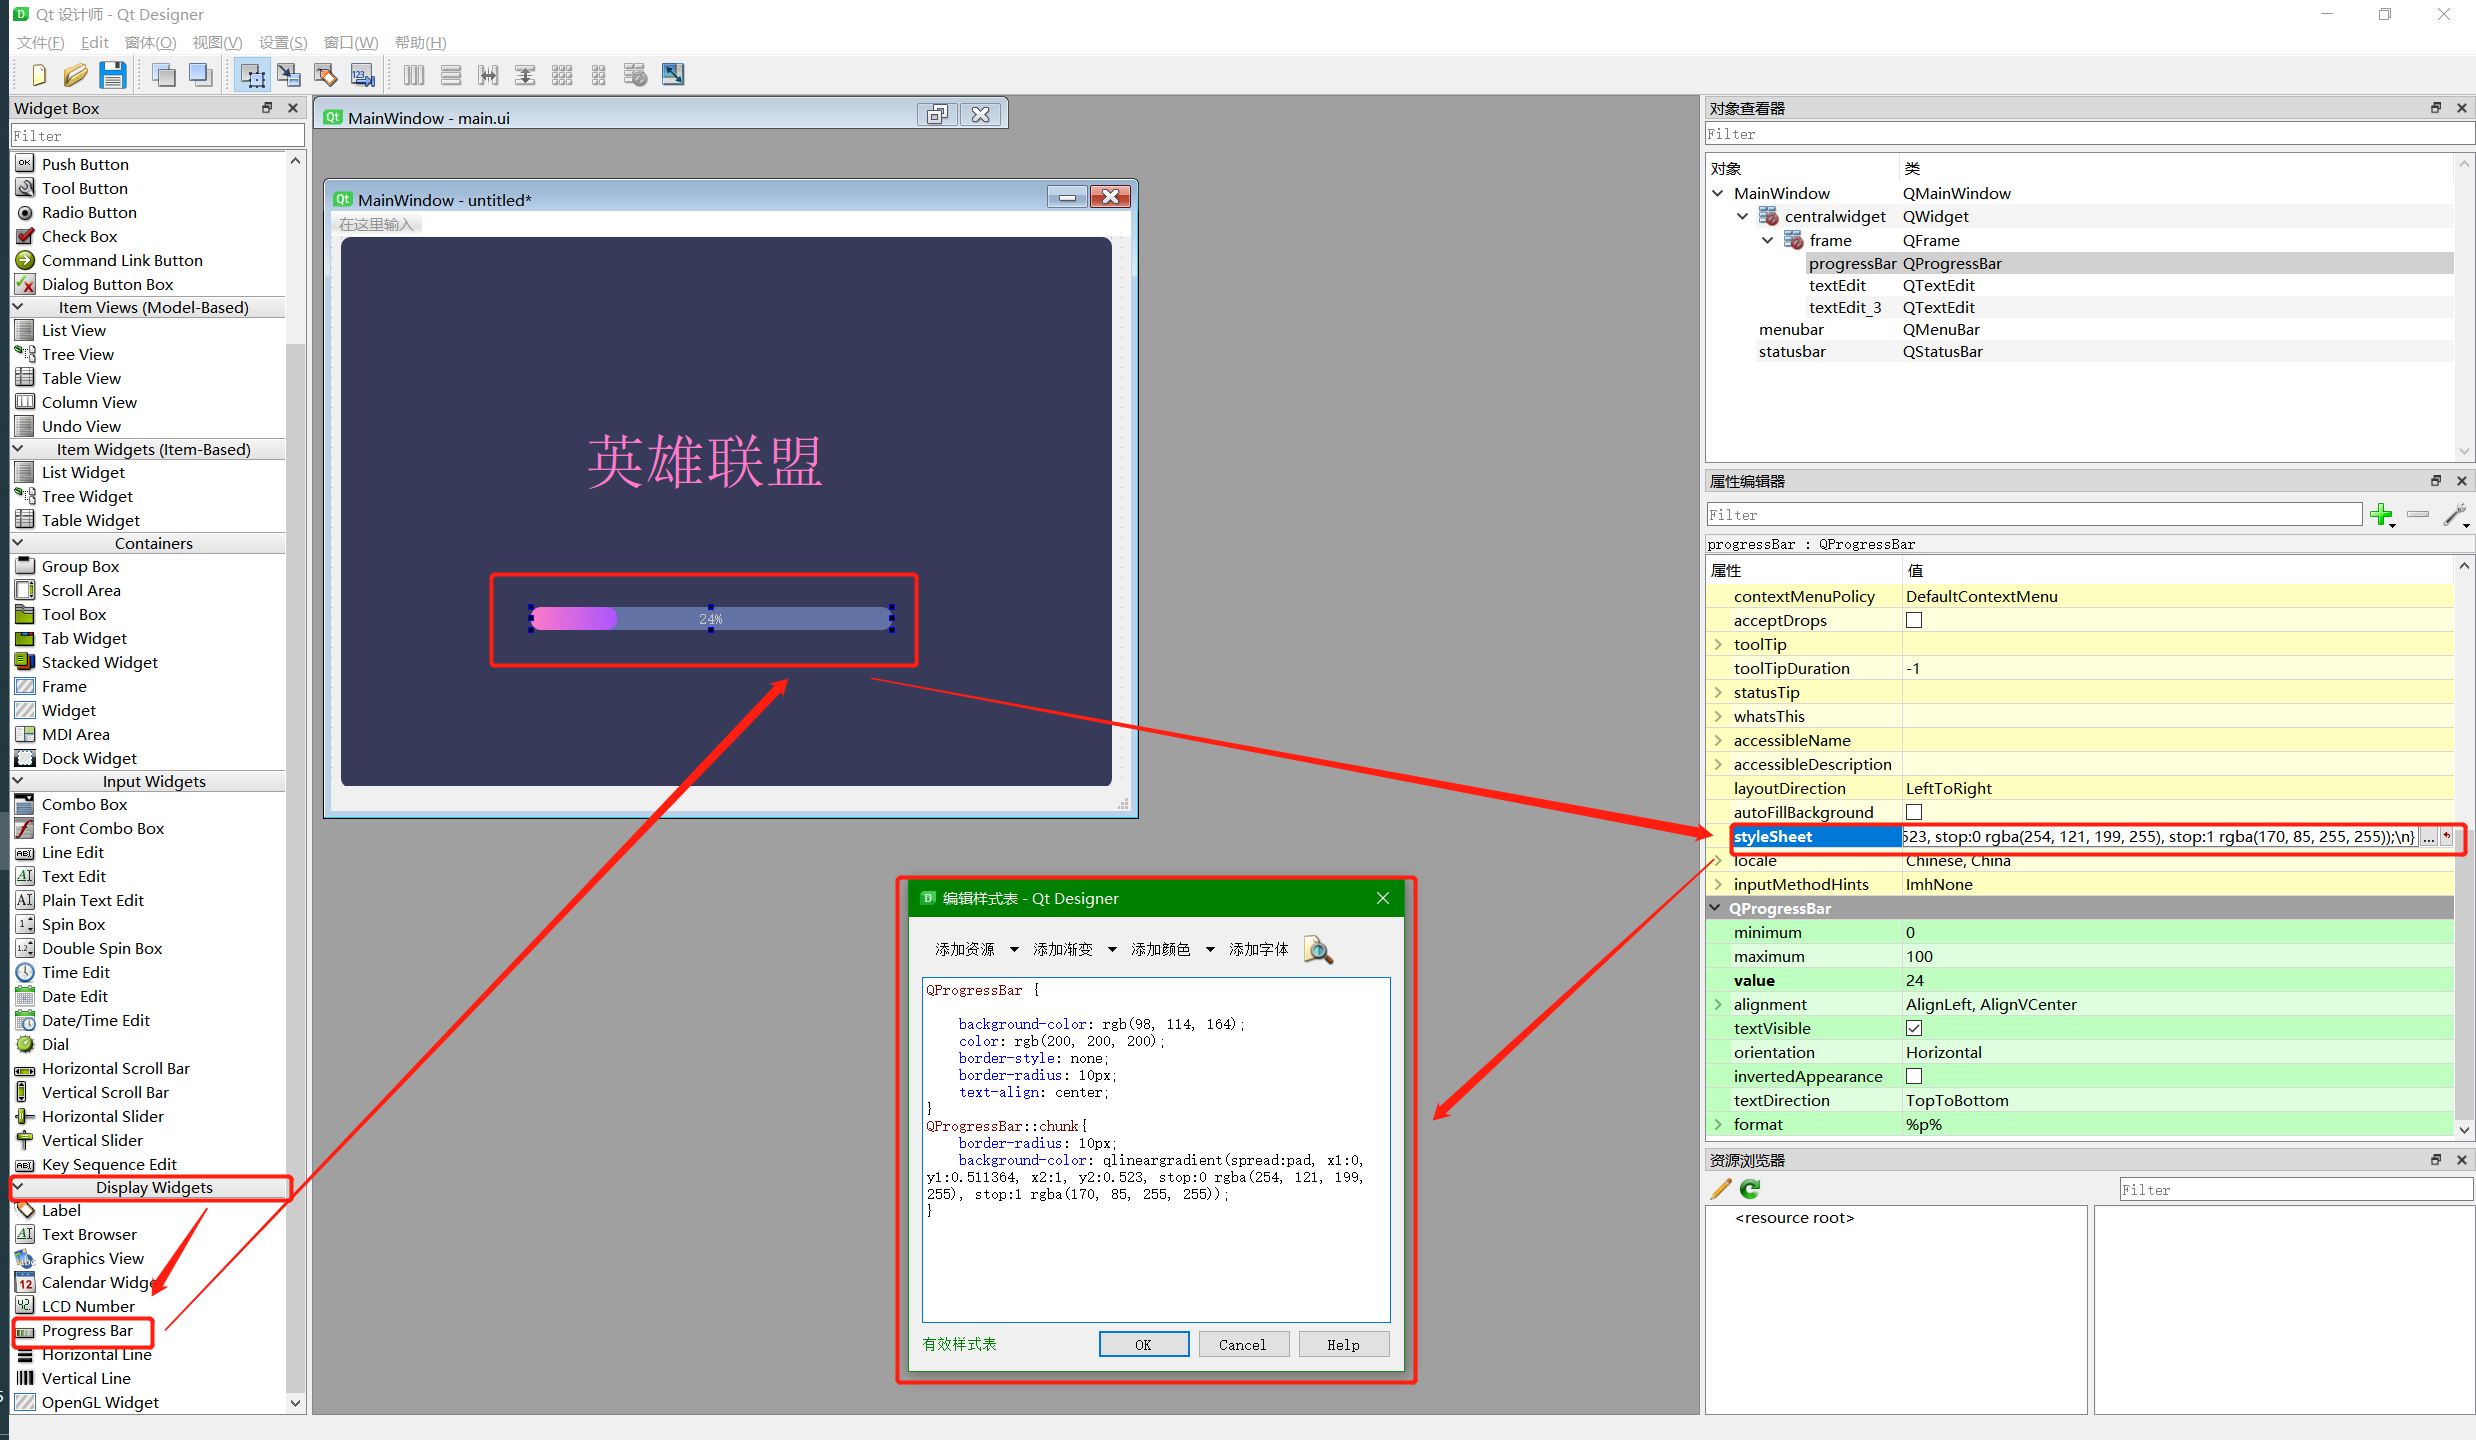 Qt 设计师 - Qt Designer
文件(F) Edit 窗体(O) 视图(V) 设置(S) 窗口(W) 帮助(H)
Widget Box
Filter
Push Button
Tool Button
Radio Button
Check Box
Command Link Button
Dialog Button Box
Item Views (Model-Based)
List View
Tree View
Table View
Column View
Undo View
Item Widgets (Item-Based)
List Widget
Tree Widget
Table Widget
Containers
Group Box
Scroll Area
Tool Box
Tab Widget
Stacked Widget
Frame
Widget
MDI Area
Dock Widget
Input Widgets
Combo Box
Font Combo Box
Line Edit
Text Edit
Plain Text Edit
Spin Box
Double Spin Box
Time Edit
Date Edit
Date/Time Edit
Dial
Horizontal Scroll Bar
Vertical Scroll Bar
Horizontal Slider
Vertical Slider
Key Sequence Edit
Display Widgets
Label
Text Browser
Graphics View
Calendar Widge
LCD Number
Progress Bar
Horizontal Line
Vertical Line
OpenGL Widget
MainWindow - main.ui
MainWindow - untitled*
在这里输入
英雄联盟
24%
编辑样式表 - Qt Designer
添加资源 添加渐变 添加颜色 添加字体
QProgressBar {
background-color: rgb(98, 114, 164);
color: rgb(200, 200, 200);
border-style: none;
border-radius: 10px;
text-align: center;
}
QProgressBar::chunk{
border-radius: 10px;
background-color: qlineargradient(spread:pad, x1:0,
y1:0.511364, x2:1, y2:0.523, stop:0 rgba(254, 121, 199,
255), stop:1 rgba(170, 85, 255, 255));
}
有效样式表
OK Cancel Help
对象查看器
Filter
对象 类
MainWindow QMainWindow
centralwidget QWidget
frame QFrame
progressBar QProgressBar
textEdit QTextEdit
textEdit_3 QTextEdit
menubar QMenuBar
statusbar QStatusBar
属性编辑器
Filter
progressBar : QProgressBar
属性 值
contextMenuPolicy DefaultContextMenu
acceptDrops
toolTip
toolTipDuration -1
statusTip
whatsThis
accessibleName
accessibleDescription
layoutDirection LeftToRight
autoFillBackground
styleSheet 523, stop:0 rgba(254, 121, 199, 255), stop:1 rgba(170, 85, 255, 255));\n} ...
locale Chinese, China
inputMethodHints ImhNone
QProgressBar
minimum 0
maximum 100
value 24
alignment AlignLeft, AlignVCenter
textVisible
orientation Horizontal
invertedAppearance
textDirection TopToBottom
format %p%
资源浏览器
Filter
<resource root>